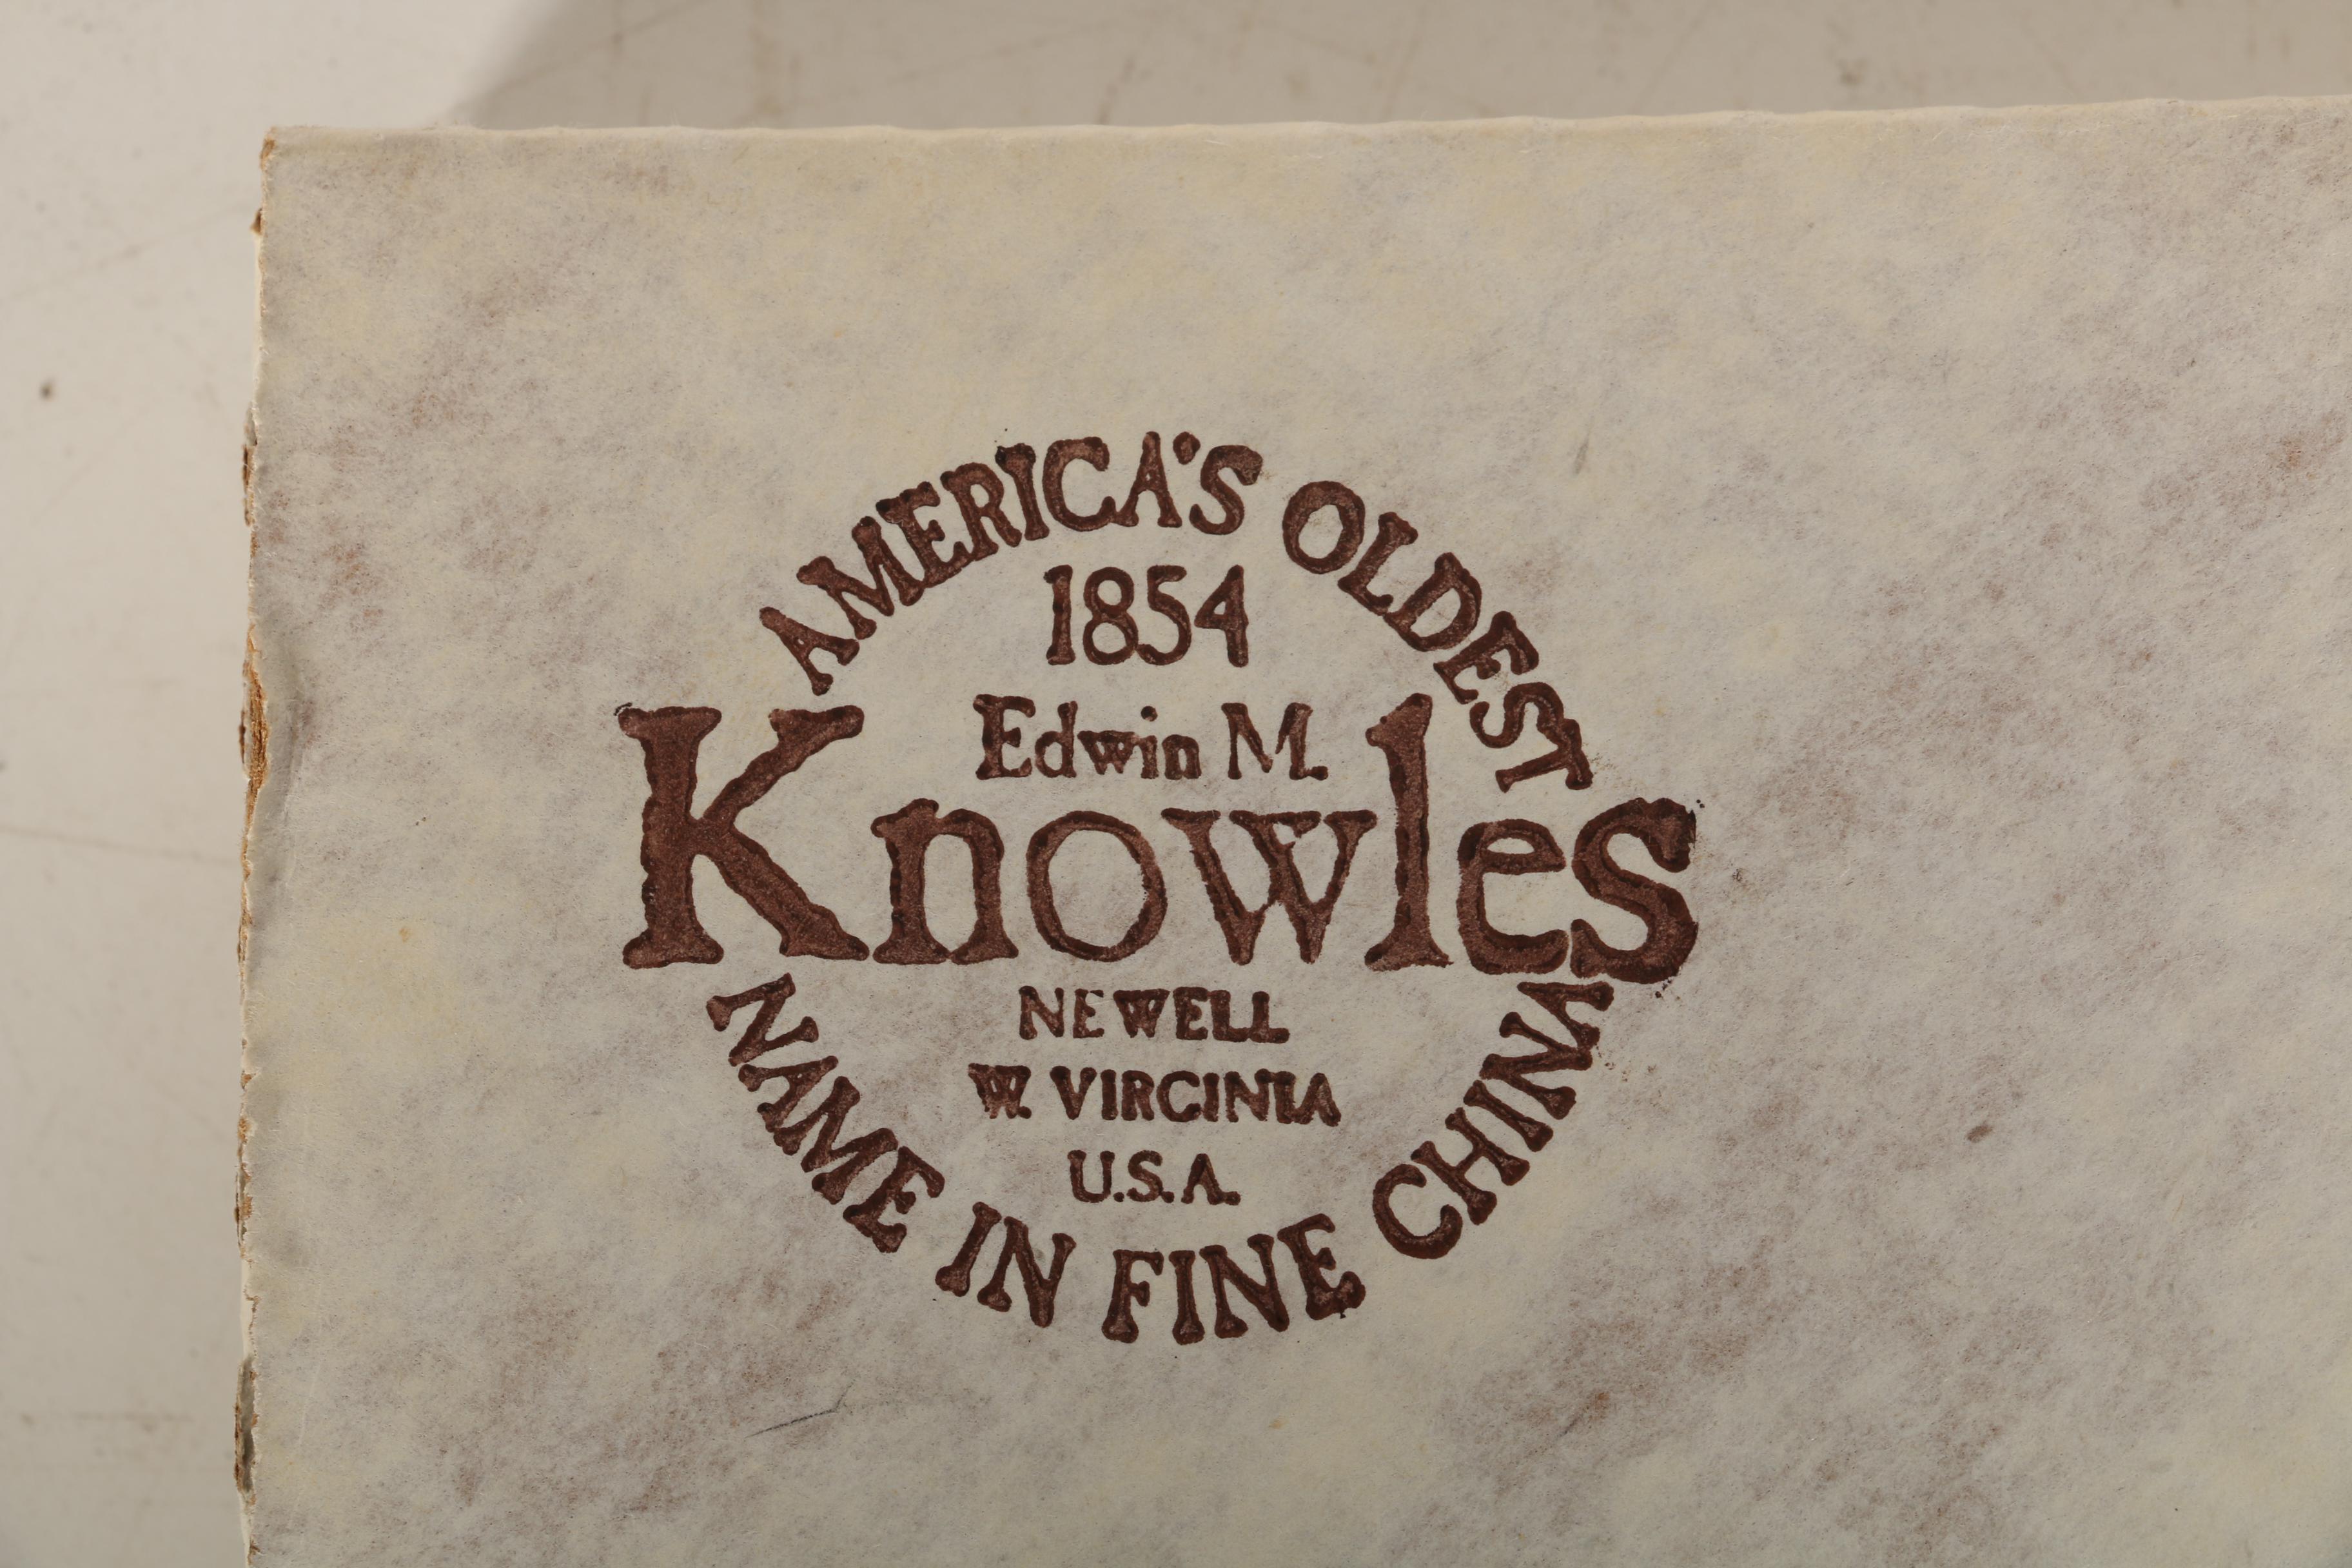 AMERICA'S OLDEST
1854
Edwin M.
Knowles
NEWELL
W. VIRGINIA
U.S.A.
NAME IN FINE CHINA